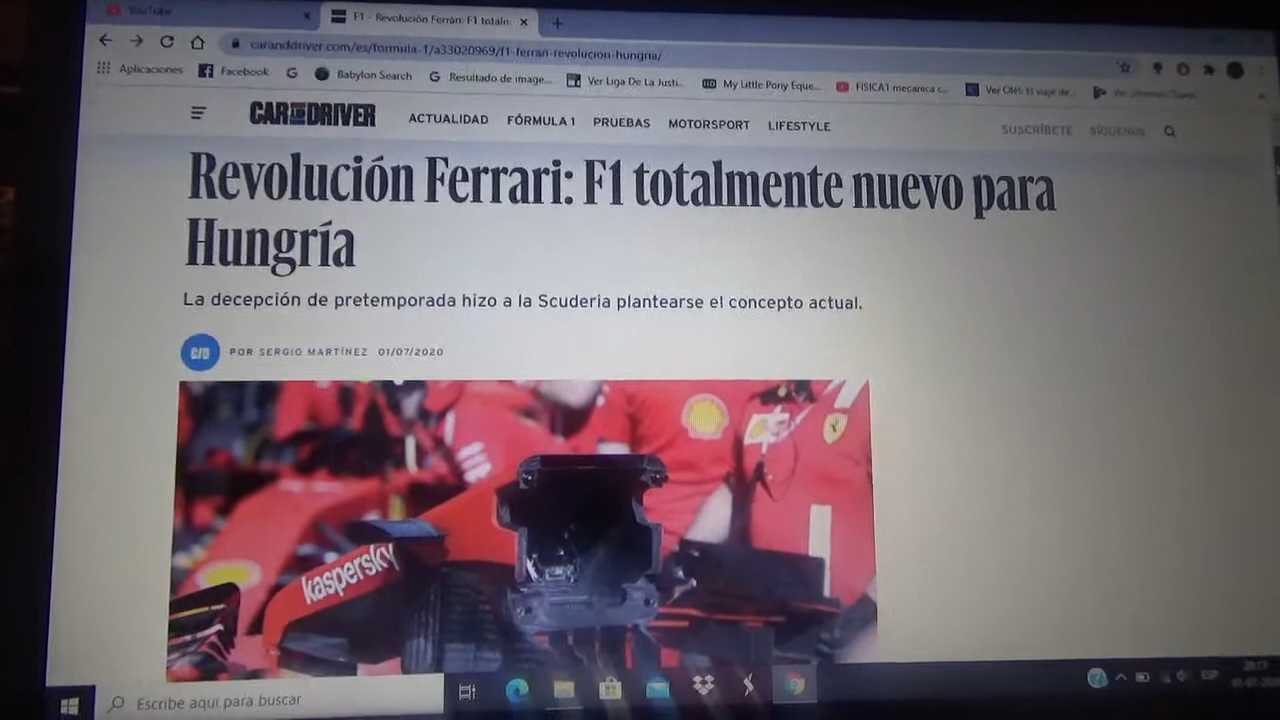 YouTube
F1 - Revolución Ferrari: F1 totalm
caranddriver.com/es/formula-1/a33020969/f1-ferrari-revolucion-hungria/
Aplicaciones Facebook Babylon Search Resultado de image... Ver Liga De La Justi... My Little Pony Eque... FISICA1 mecanica c...
CAR AND DRIVER ACTUALIDAD FÓRMULA 1 PRUEBAS MOTORSPORT LIFESTYLE SUSCRÍBETE SÍGUENOS
Revolución Ferrari: F1 totalmente nuevo para
Hungría
La decepción de pretemporada hizo a la Scuderia plantearse el concepto actual.
C/D POR SERGIO MARTÍNEZ 01/07/2020
kaspersky
Escribe aquí para buscar
ESP